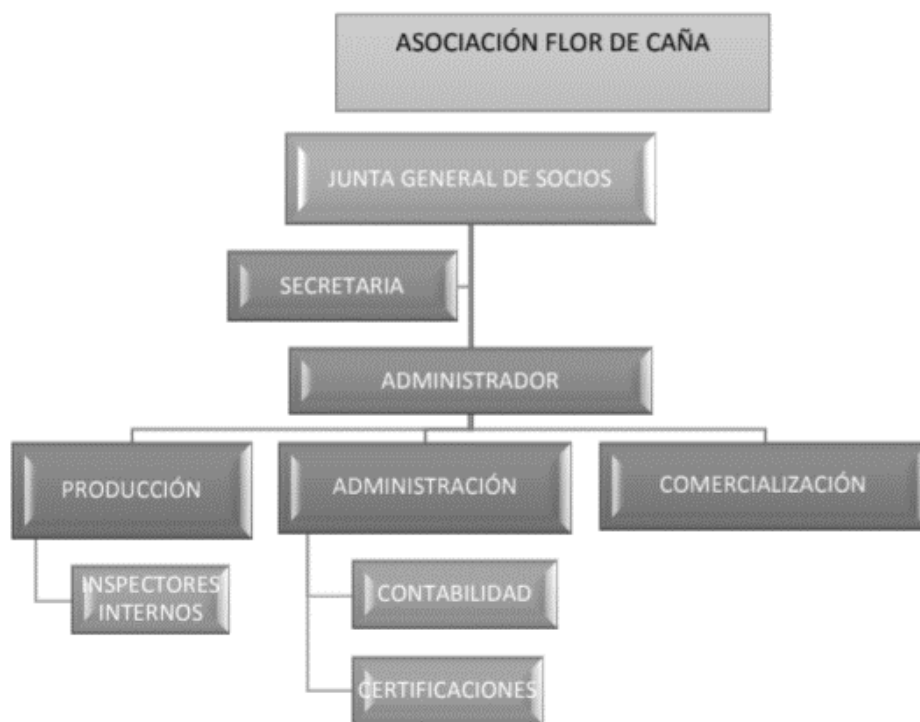 ASOCIACIÓN FLOR DE CAÑA
JUNTA GENERAL DE SOCIOS
SECRETARIA
ADMINISTRADOR
PRODUCCIÓN
ADMINISTRACIÓN
COMERCIALIZACIÓN
INSPECTORES
INTERNOS
CONTABILIDAD
CERTIFICACIONES